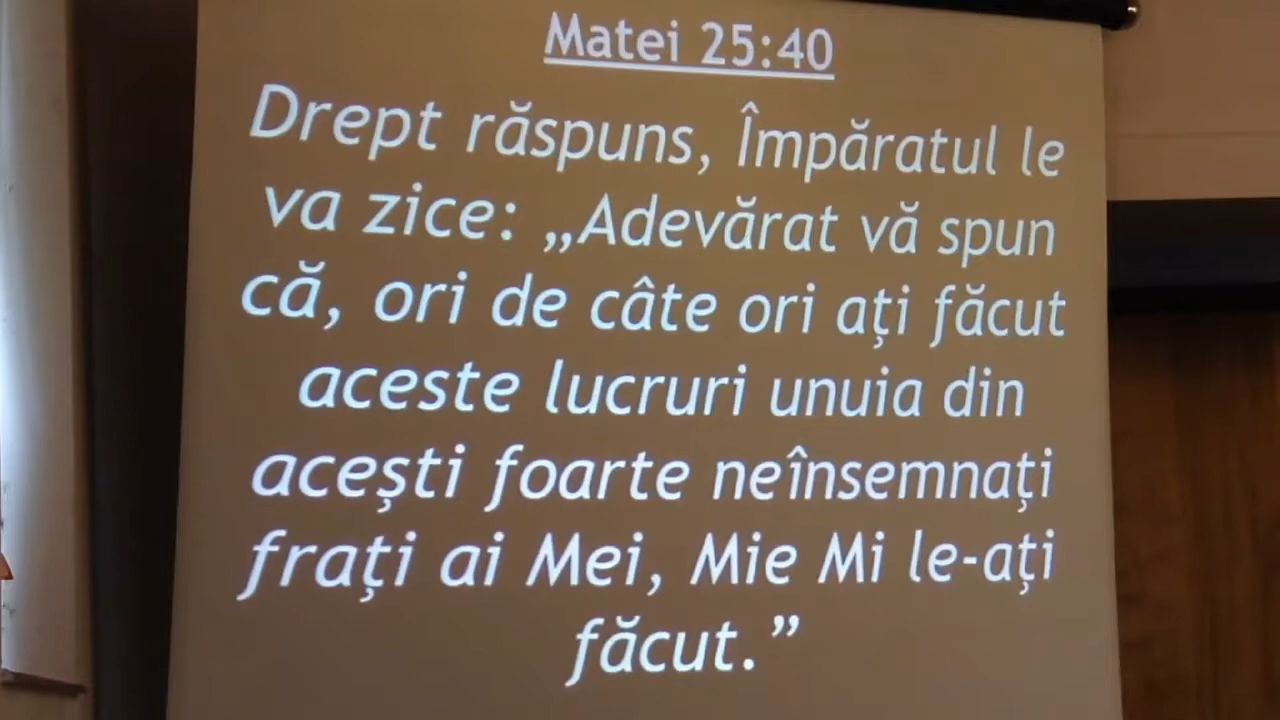 Matei 25:40
Drept răspuns, Împăratul le
va zice: „Adevărat vă spun
că, ori de câte ori ați făcut
aceste lucruri unuia din
acești foarte neînsemnați
frați ai Mei, Mie Mi le-ați
făcut.”